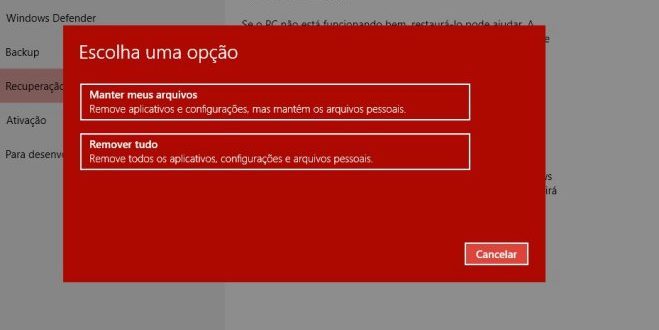 Windows Defender
Se o PC não está funcionando bem, restaurá-lo pode ajudar. A
Backup
Recuperação
Ativação
Para desenv
Escolha uma opção
Manter meus arquivos
Remove aplicativos e configurações, mas mantém os arquivos pessoais.
Remover tudo
Remove todos os aplicativos, configurações e arquivos pessoais.
Cancelar